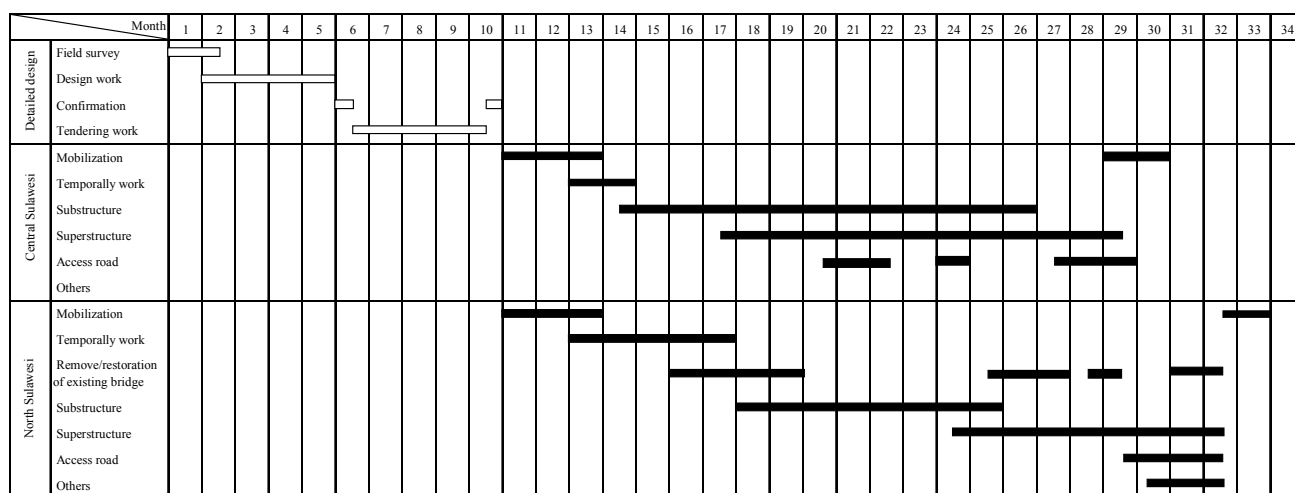 Month 1 2 3 4 5 6 7 8 9 10 11 12 13 14 15 16 17 18 19 20 21 22 23 24 25 26 27 28 29 30 31 32 33 34
Detailed design
Field survey
Design work
Confirmation
Tendering work
Central Sulawesi
Mobilization
Temporally work
Substructure
Superstructure
Access road
Others
North Sulawesi
Mobilization
Temporally work
Remove/restoration
of existing bridge
Substructure
Superstructure
Access road
Others